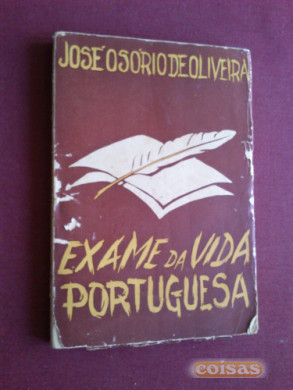 JOSÉ OSÓRIO DE OLIVEIRA
EXAME DA VIDA
PORTUGUESA
coisas